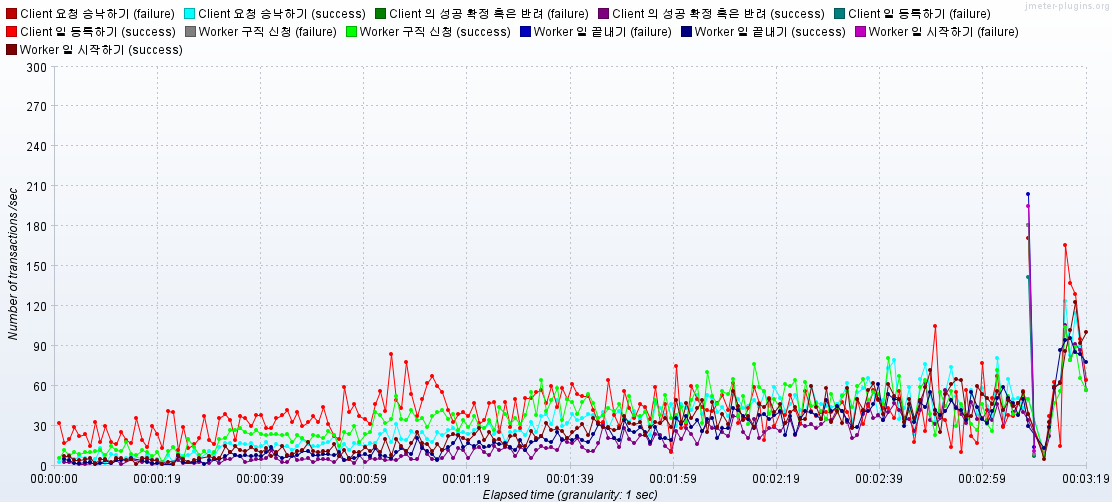 jmeter-plugins.org
Client 요청 승낙하기 (failure) Client 요청 승낙하기 (success) Client 의 성공 확정 혹은 반려 (failure) Client 의 성공 확정 혹은 반려 (success) Client 일 등록하기 (failure)
Client 일 등록하기 (success) Worker 구직 신청 (failure) Worker 구직 신청 (success) Worker 일 끝내기 (failure) Worker 일 끝내기 (success) Worker 일 시작하기 (failure)
Worker 일 시작하기 (success)
300
270
240
210
180
150
120
90
60
30
0
Number of transactions /sec
00:00:00 00:00:19 00:00:39 00:00:59 00:01:19 00:01:39 00:01:59 00:02:19 00:02:39 00:02:59 00:03:19
Elapsed time (granularity: 1 sec)